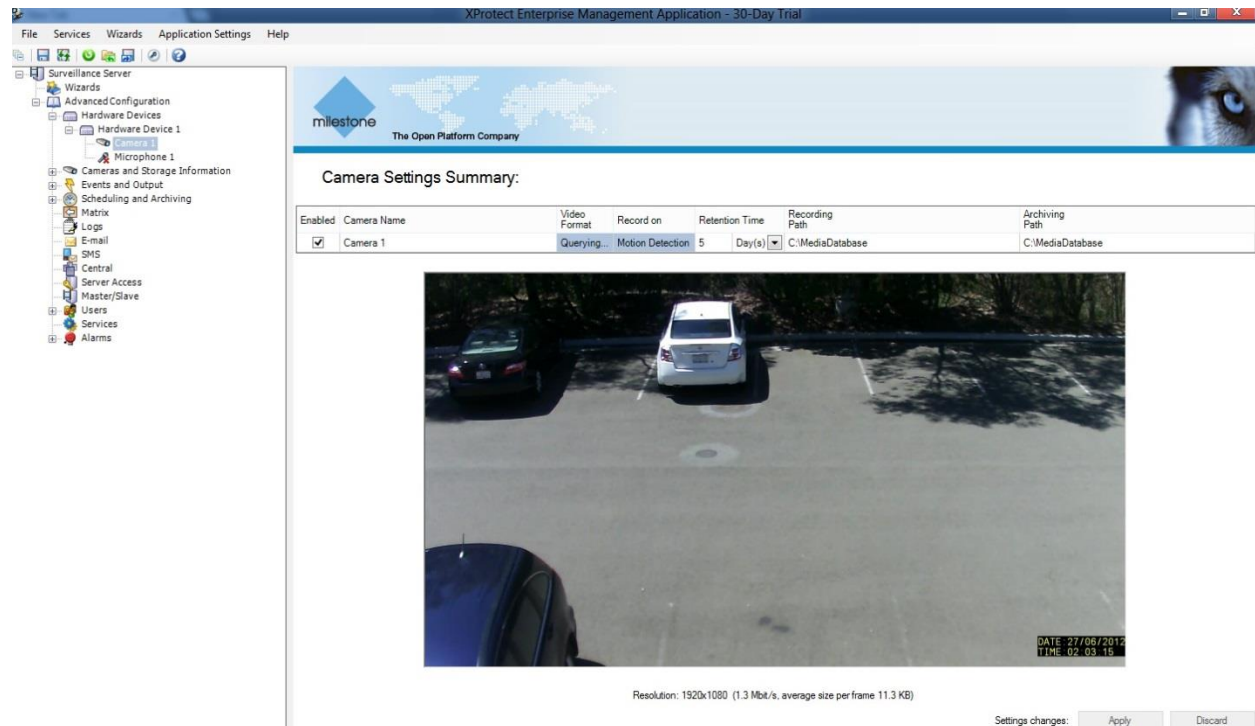 XProtect Enterprise Management Application - 30-Day Trial
File Services Wizards Application Settings Help
Surveillance Server
Wizards
Advanced Configuration
Hardware Devices
Hardware Device 1
Camera 1
Microphone 1
Cameras and Storage Information
Events and Output
Scheduling and Archiving
Matrix
Logs
E-mail
SMS
Central
Server Access
Master/Slave
Users
Services
Alarms
milestone
The Open Platform Company
Camera Settings Summary:
Enabled Camera Name Video Format Record on Retention Time Recording Path Archiving Path
Camera 1 Querying... Motion Detection 5 Day(s) C:\MediaDatabase C:\MediaDatabase
DATE:27/06/2012
TIME:02:03:15
Resolution: 1920x1080 (1.3 Mbit/s, average size per frame 11.3 KB)
Settings changes: Apply Discard